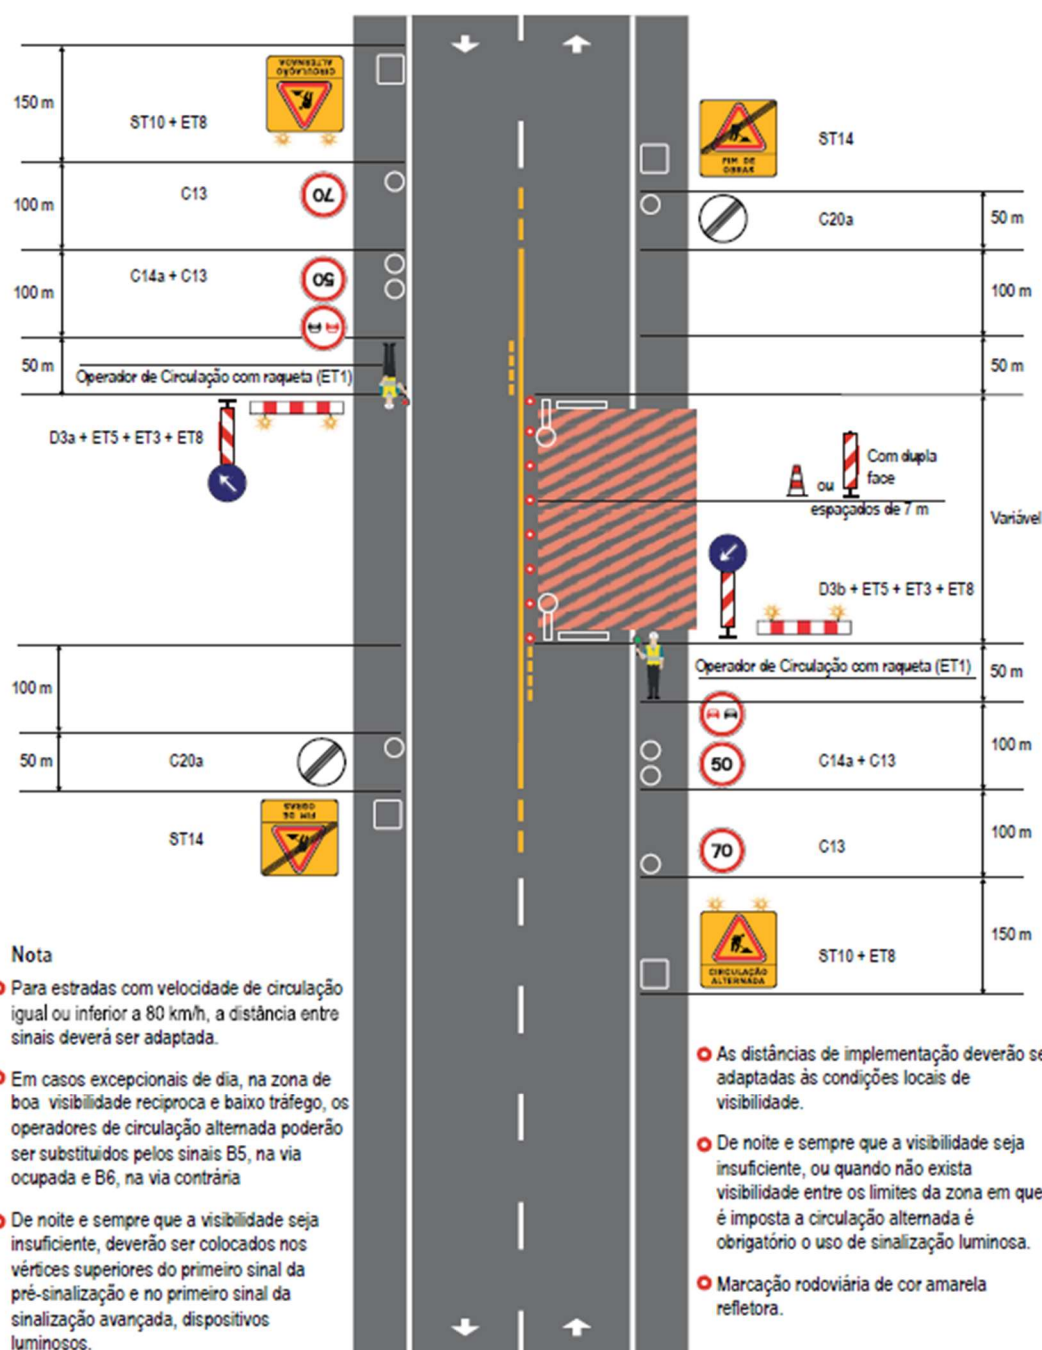 150 m
CIRCULAÇÃO
ALTERNADA
ST10 + ET8
100 m
C13
70
100 m
C14a + C13
50
50 m
Operador de Circulação com raqueta (ET1)
D3a + ET5 + ET3 + ET8
100 m
50 m
C20a
ST14
FIM DE
OBRAS
FIM DE
OBRAS
ST14
C20a
50 m
100 m
50 m
ou
Com dupla
face
espaçados de 7 m
Variável
D3b + ET5 + ET3 + ET8
Operador de Circulação com raqueta (ET1)
50 m
50
C14a + C13
100 m
70
C13
100 m
CIRCULAÇÃO
ALTERNADA
ST10 + ET8
150 m
Nota
Para estradas com velocidade de circulação
igual ou inferior a 80 km/h, a distância entre
sinais deverá ser adaptada.
Em casos excepcionais de dia, na zona de
boa visibilidade reciproca e baixo tráfego, os
operadores de circulação alternada poderão
ser substituidos pelos sinais B5, na via
ocupada e B6, na via contrária
De noite e sempre que a visibilidade seja
insuficiente, deverão ser colocados nos
vértices superiores do primeiro sinal da
pré-sinalização e no primeiro sinal da
sinalização avançada, dispositivos
luminosos.
As distâncias de implementação deverão se
adaptadas às condições locais de
visibilidade.
De noite e sempre que a visibilidade seja
insuficiente, ou quando não exista
visibilidade entre os limites da zona em que
é imposta a circulação alternada é
obrigatório o uso de sinalização luminosa.
Marcação rodoviária de cor amarela
refletora.